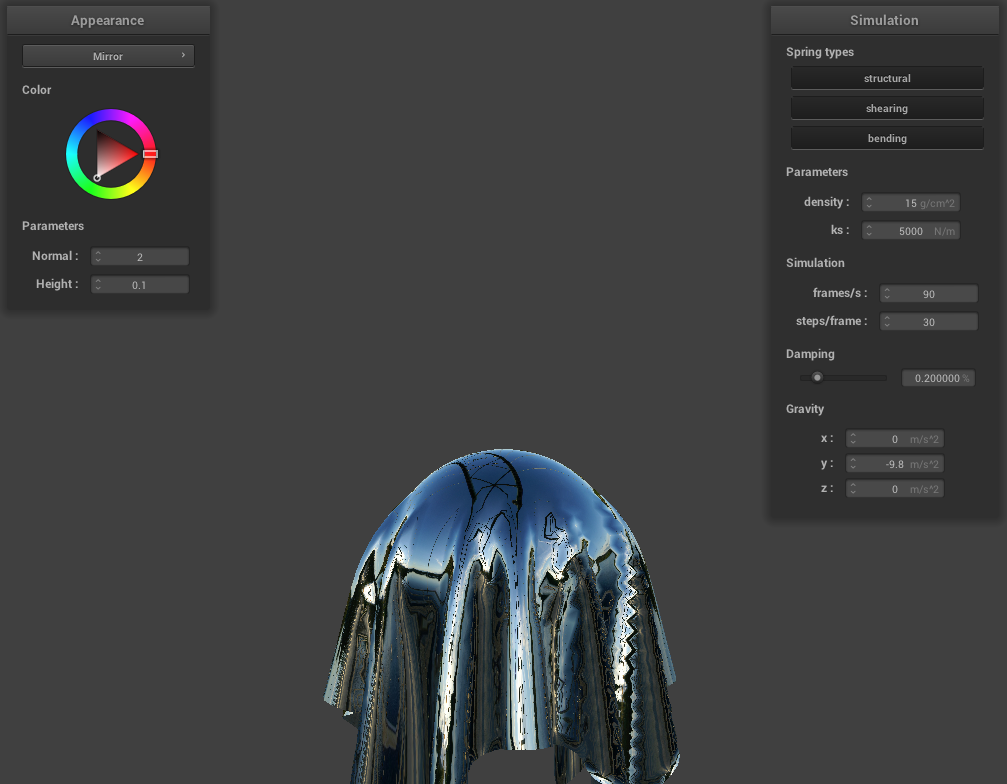 Appearance
Mirror
Color
Parameters
Normal : 2
Height : 0.1
Simulation
Spring types
structural
shearing
bending
Parameters
density : 15 g/cm^2
ks : 5000 N/m
Simulation
frames/s : 90
steps/frame : 30
Damping
0.200000 %
Gravity
x : 0 m/s^2
y : -9.8 m/s^2
z : 0 m/s^2